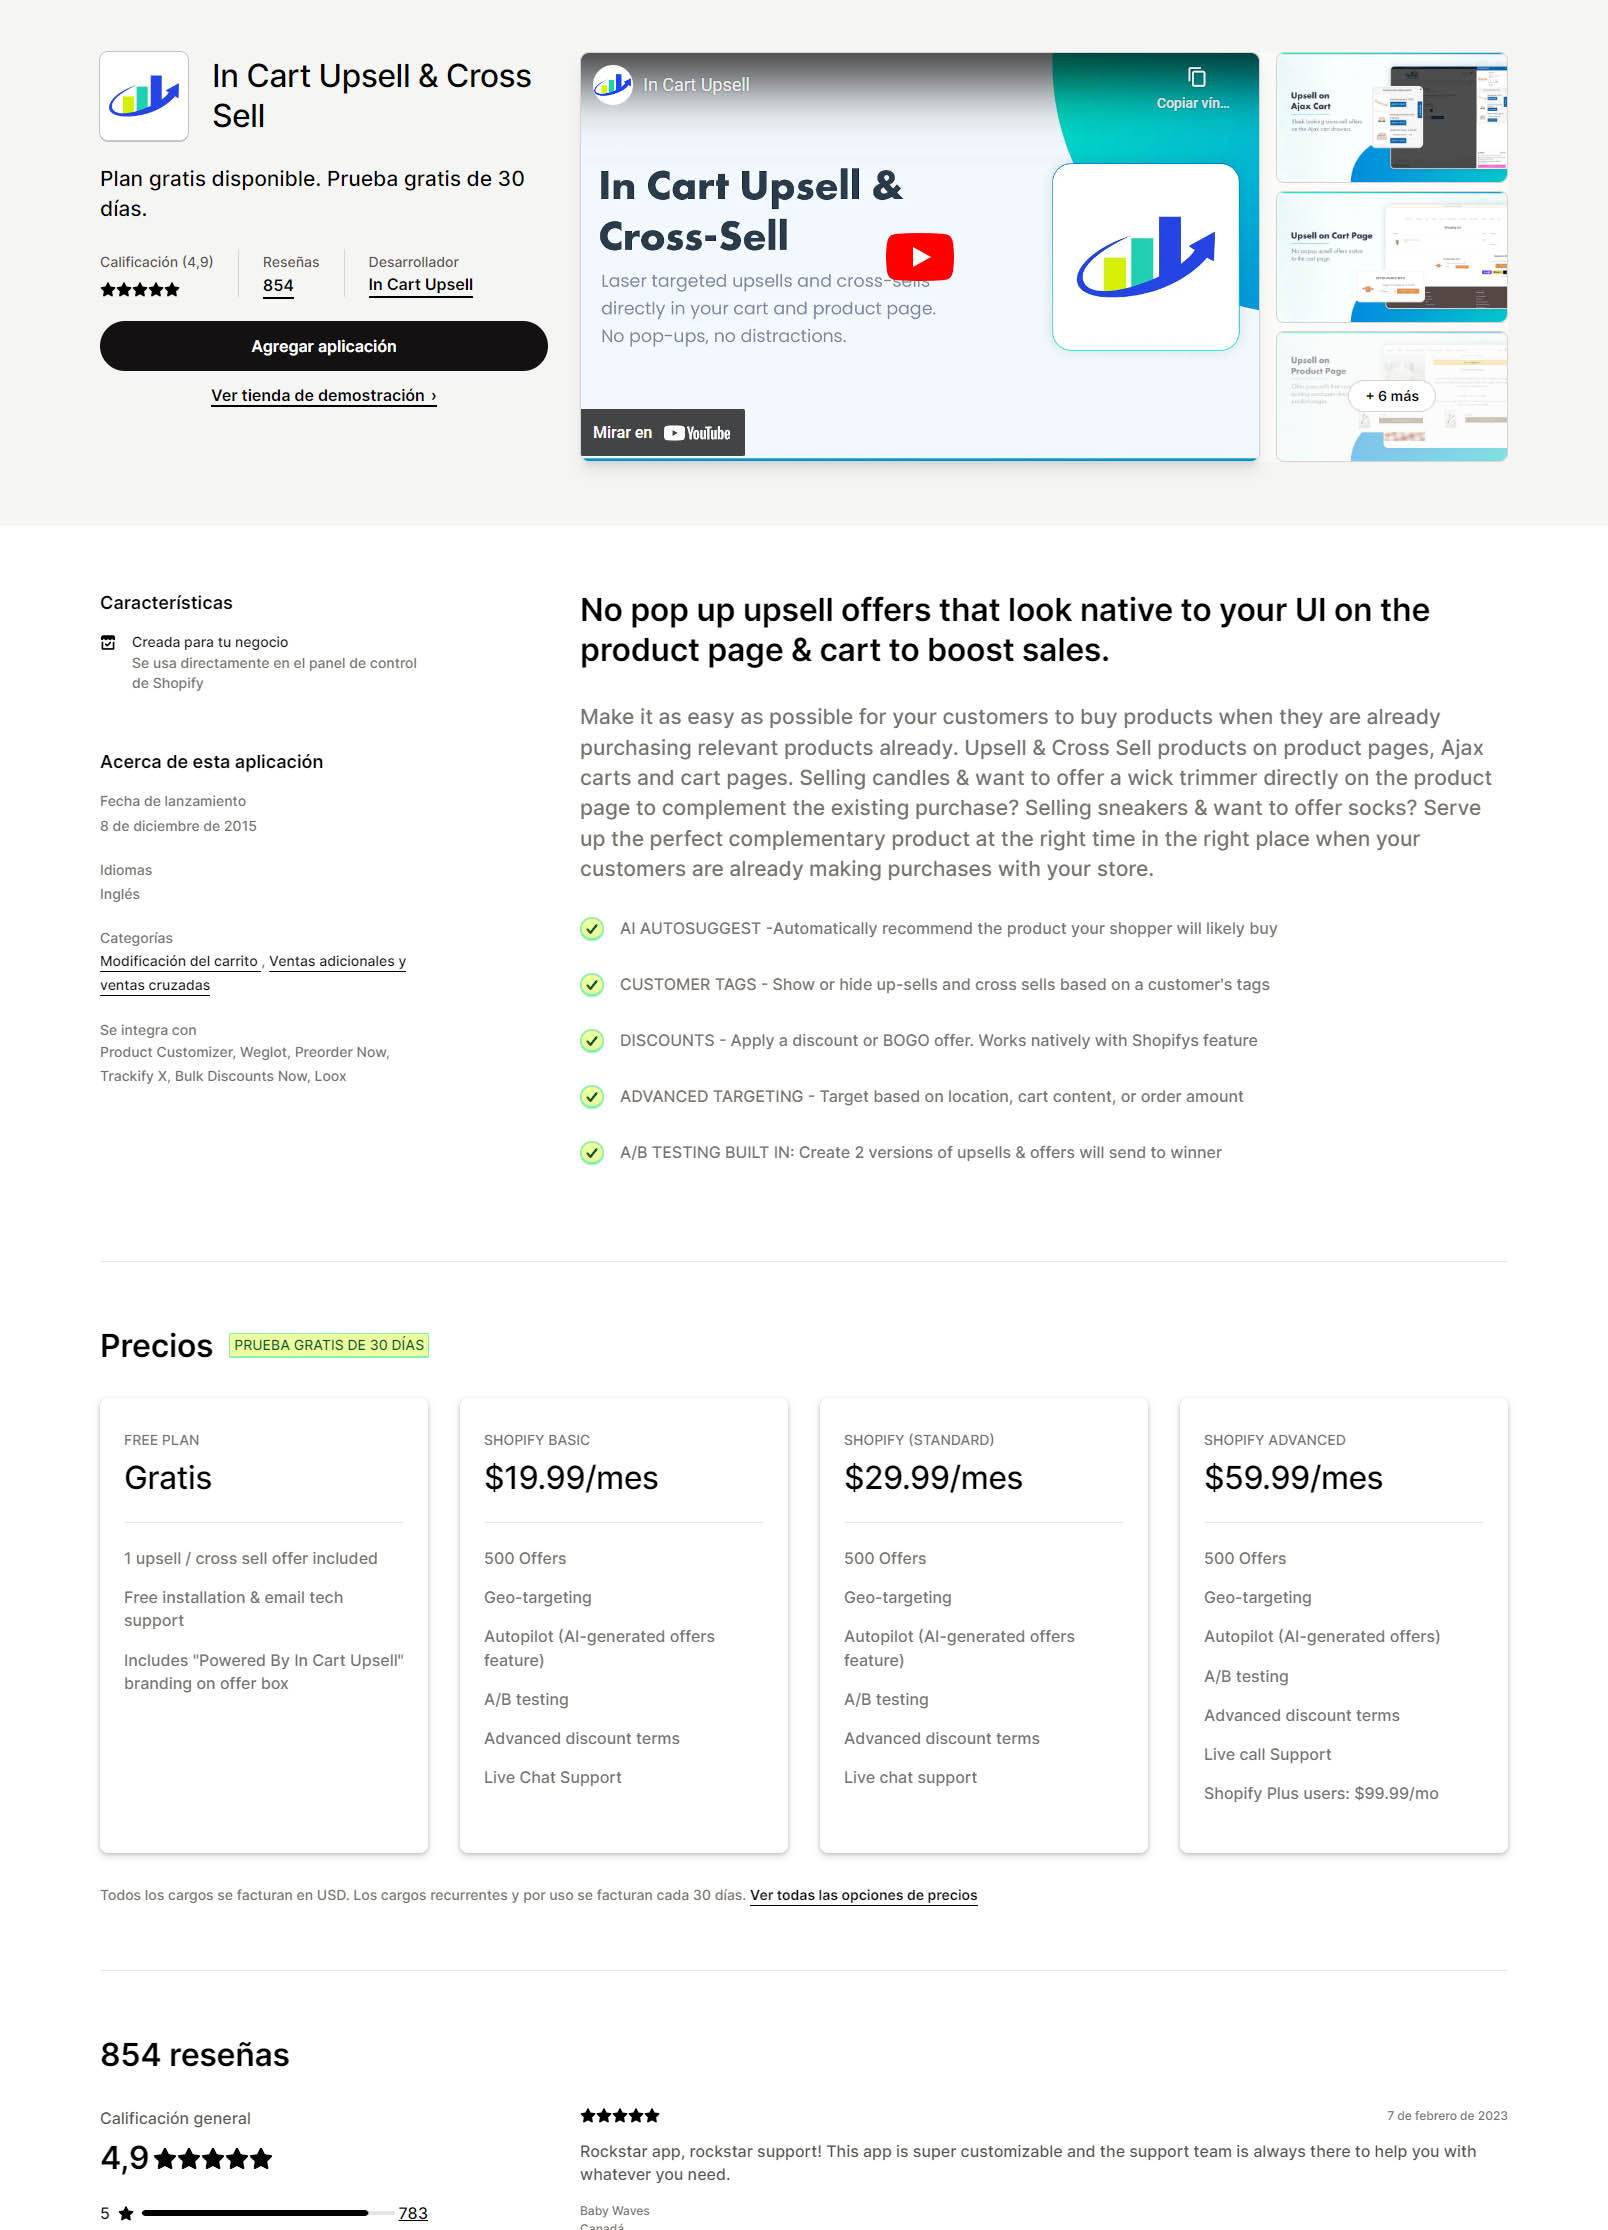 In Cart Upsell & Cross
Sell
Plan gratis disponible. Prueba gratis de 30
días.
Calificación (4,9)
Reseñas
854
Desarrollador
In Cart Upsell
Agregar aplicación
Ver tienda de demostración ›
In Cart Upsell
Copiar vín...
In Cart Upsell &
Cross-Sell
Laser targeted upsells and cross-sells
directly in your cart and product page.
No pop-ups, no distractions.
Mirar en YouTube
Upsell on
Ajax Cart
Upsell on Cart Page
Upsell on
Product Page
+ 6 más
Características
Creada para tu negocio
Se usa directamente en el panel de control
de Shopify
Acerca de esta aplicación
Fecha de lanzamiento
8 de diciembre de 2015
Idiomas
Inglés
Categorías
Modificación del carrito , Ventas adicionales y
ventas cruzadas
Se integra con
Product Customizer, Weglot, Preorder Now,
Trackify X, Bulk Discounts Now, Loox
No pop up upsell offers that look native to your UI on the
product page & cart to boost sales.
Make it as easy as possible for your customers to buy products when they are already
purchasing relevant products already. Upsell & Cross Sell products on product pages, Ajax
carts and cart pages. Selling candles & want to offer a wick trimmer directly on the product
page to complement the existing purchase? Selling sneakers & want to offer socks? Serve
up the perfect complementary product at the right time in the right place when your
customers are already making purchases with your store.
AI AUTOSUGGEST -Automatically recommend the product your shopper will likely buy
CUSTOMER TAGS - Show or hide up-sells and cross sells based on a customer's tags
DISCOUNTS - Apply a discount or BOGO offer. Works natively with Shopifys feature
ADVANCED TARGETING - Target based on location, cart content, or order amount
A/B TESTING BUILT IN: Create 2 versions of upsells & offers will send to winner
Precios
PRUEBA GRATIS DE 30 DÍAS
FREE PLAN
Gratis
1 upsell / cross sell offer included
Free installation & email tech
support
Includes "Powered By In Cart Upsell"
branding on offer box
SHOPIFY BASIC
$19.99/mes
500 Offers
Geo-targeting
Autopilot (AI-generated offers
feature)
A/B testing
Advanced discount terms
Live Chat Support
SHOPIFY (STANDARD)
$29.99/mes
500 Offers
Geo-targeting
Autopilot (AI-generated offers
feature)
A/B testing
Advanced discount terms
Live chat support
SHOPIFY ADVANCED
$59.99/mes
500 Offers
Geo-targeting
Autopilot (AI-generated offers)
A/B testing
Advanced discount terms
Live call Support
Shopify Plus users: $99.99/mo
Todos los cargos se facturan en USD. Los cargos recurrentes y por uso se facturan cada 30 días. Ver todas las opciones de precios
854 reseñas
Calificación general
4,9
5
783
7 de febrero de 2023
Rockstar app, rockstar support! This app is super customizable and the support team is always there to help you with
whatever you need.
Baby Waves
Canadá